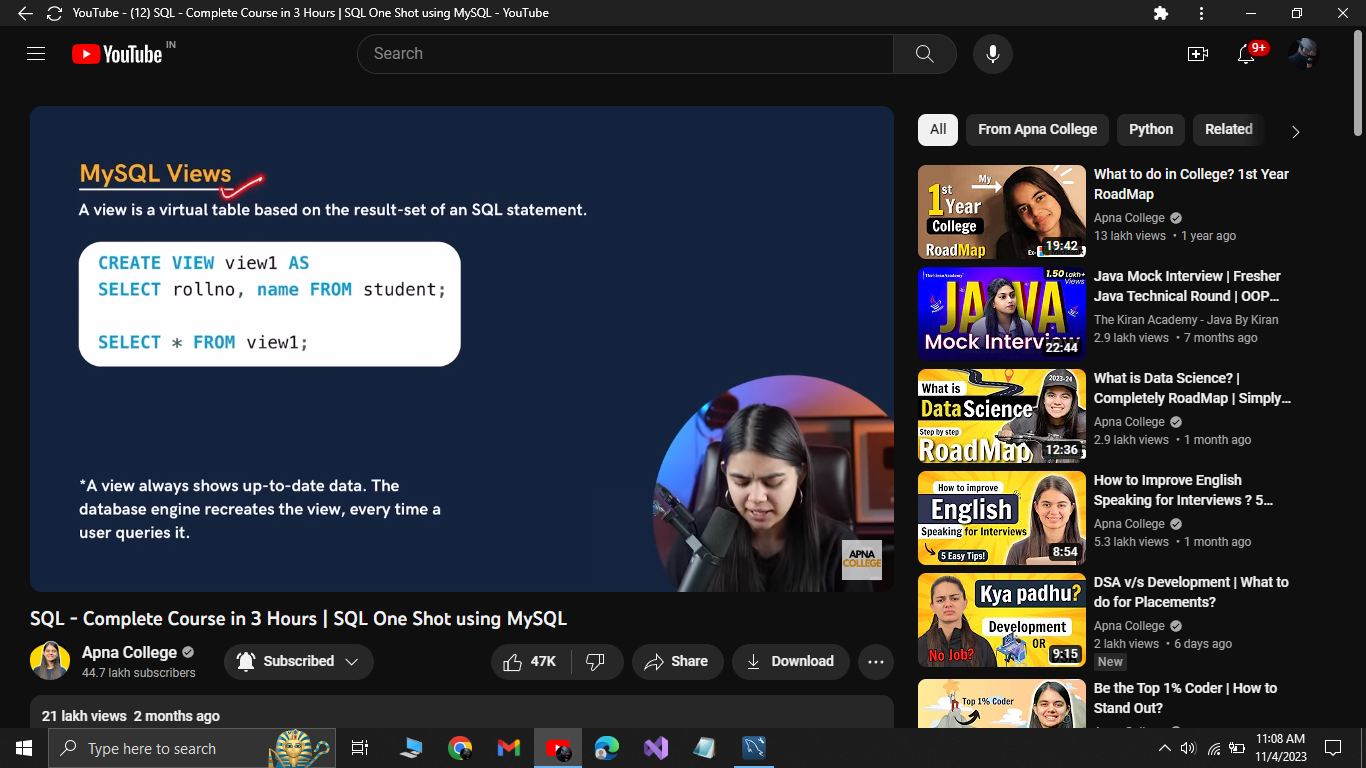 YouTube - (12) SQL - Complete Course in 3 Hours | SQL One Shot using MySQL - YouTube
YouTube IN
Search
9+
MySQL Views
A view is a virtual table based on the result-set of an SQL statement.
CREATE VIEW view1 AS
SELECT rollno, name FROM student;
SELECT * FROM view1;
*A view always shows up-to-date data. The
database engine recreates the view, every time a
user queries it.
APNA
COLLEGE
SQL - Complete Course in 3 Hours | SQL One Shot using MySQL
Apna College
44.7 lakh subscribers
Subscribed
47K
Share
Download
21 lakh views 2 months ago
All
From Apna College
Python
Related
1st
My
Year
College
RoadMap
19:42
What to do in College? 1st Year
RoadMap
Apna College
13 lakh views • 1 year ago
The Kiran Academy
1.50 Lakh+
Views
JAVA
Mock Interview
22:44
Java Mock Interview | Fresher
Java Technical Round | OOP...
The Kiran Academy - Java By Kiran
2.9 lakh views • 7 months ago
2023-24
What is
Data Science
Step by step
RoadMap
12:36
What is Data Science? |
Completely RoadMap | Simply...
Apna College
2.9 lakh views • 1 month ago
How to improve
English
Speaking for Interviews
5 Easy Tips!
8:54
How to Improve English
Speaking for Interviews ? 5...
Apna College
5.3 lakh views • 1 month ago
Kya padhu?
Development
OR
No Job?
9:15
DSA v/s Development | What to
do for Placements?
Apna College
2 lakh views • 6 days ago
New
Top 1% Coder
Be the Top 1% Coder | How to
Stand Out?
Type here to search
11:08 AM
11/4/2023